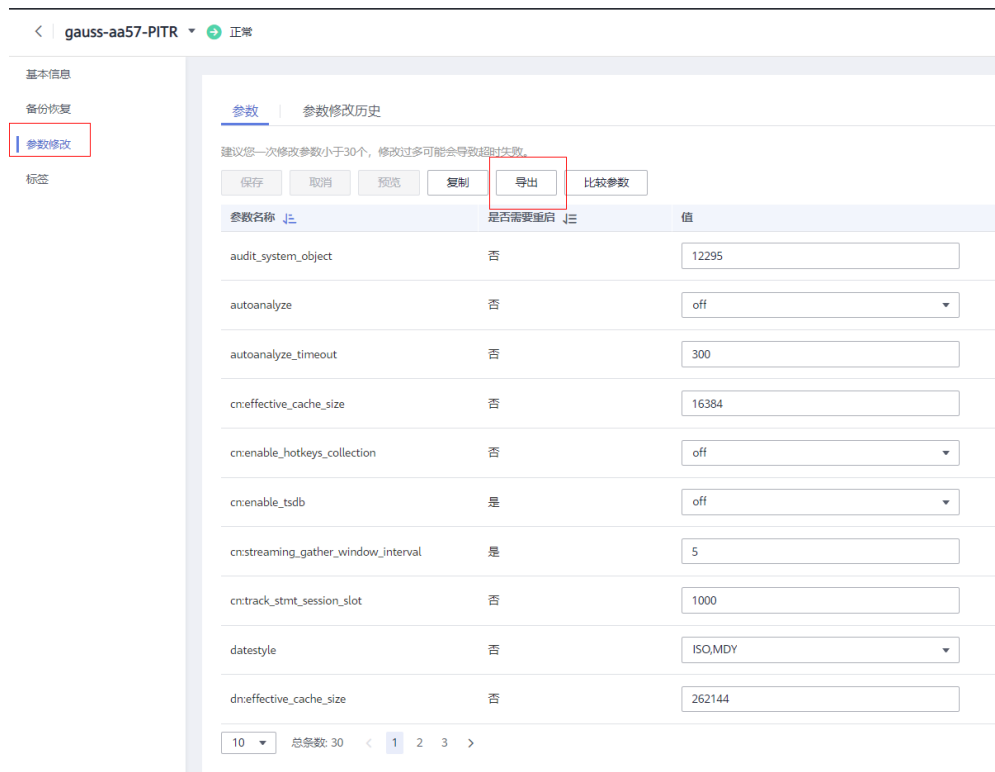 gauss-aa57-PITR 正常
基本信息
备份恢复
参数修改
标签
参数 参数修改历史
建议您一次修改参数小于30个，修改过多可能会导致超时失败。
保存 取消 预览 复制 导出 比较参数
参数名称 是否需要重启 值
audit_system_object 否 12295
autoanalyze 否 off
autoanalyze_timeout 否 300
cn:effective_cache_size 否 16384
cn:enable_hotkeys_collection 否 off
cn:enable_tsdb 是 off
cn:streaming_gather_window_interval 是 5
cn:track_stmt_session_slot 否 1000
datestyle 否 ISO,MDY
dn:effective_cache_size 否 262144
10 总条数: 30 < 1 2 3 >